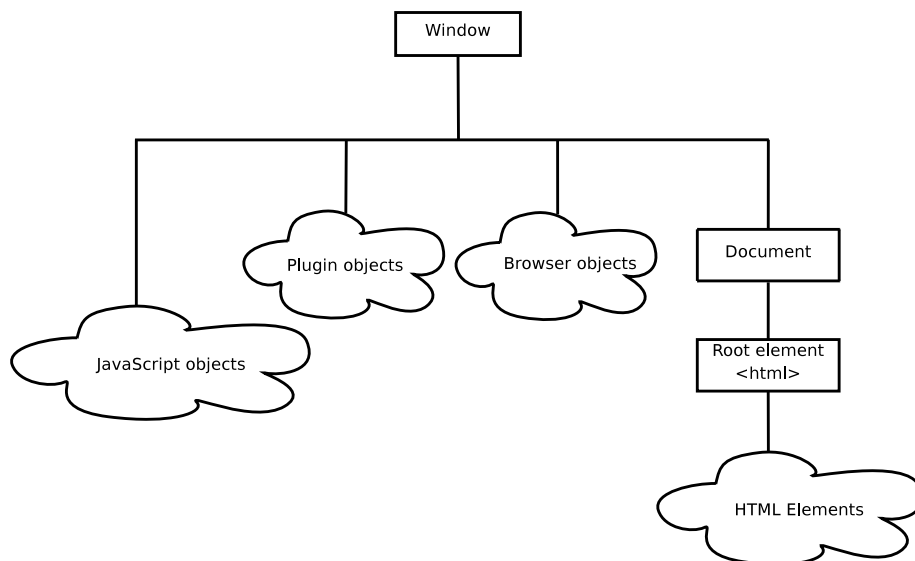 Window
Plugin objects
Browser objects
Document
JavaScript objects
Root element
<html>
HTML Elements